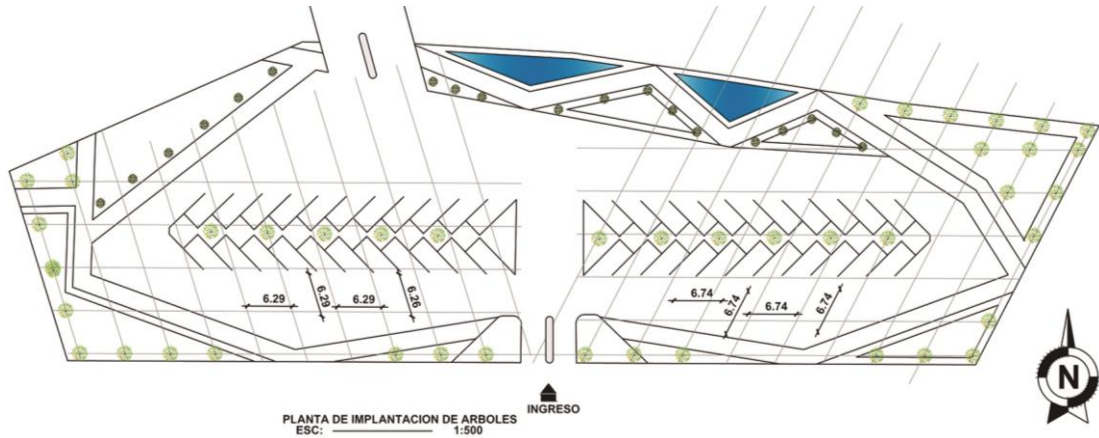 6.29
6.29
6.29
6.26
6.74
6.74
6.74
6.74
N
INGRESO
PLANTA DE IMPLANTACION DE ARBOLES
ESC: 1:500